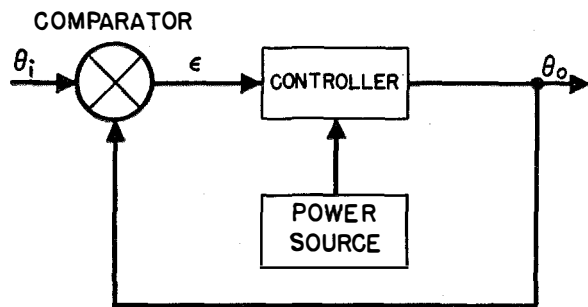 COMPARATOR
θi
ϵ
CONTROLLER
θo
POWER
SOURCE